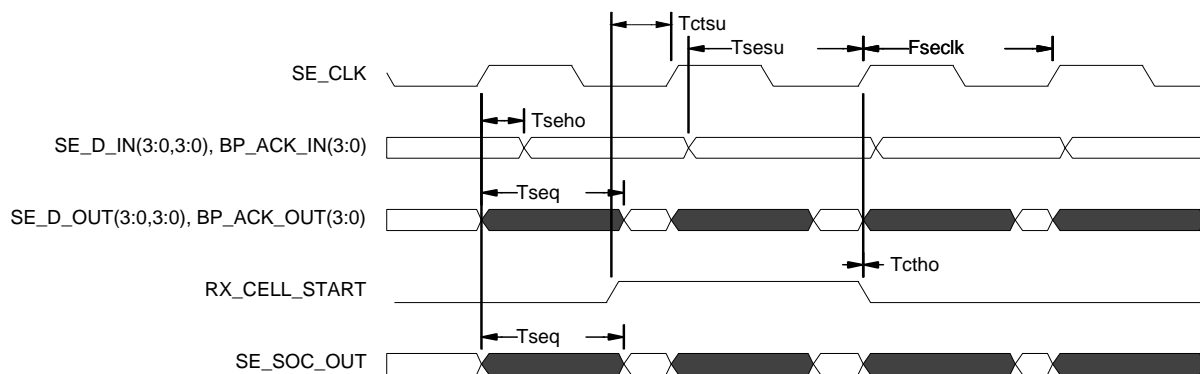 Tctsu
Tsesu
Fseclk
SE_CLK
Tseho
SE_D_IN(3:0,3:0), BP_ACK_IN(3:0)
Tseq
SE_D_OUT(3:0,3:0), BP_ACK_OUT(3:0)
Tctho
RX_CELL_START
Tseq
SE_SOC_OUT